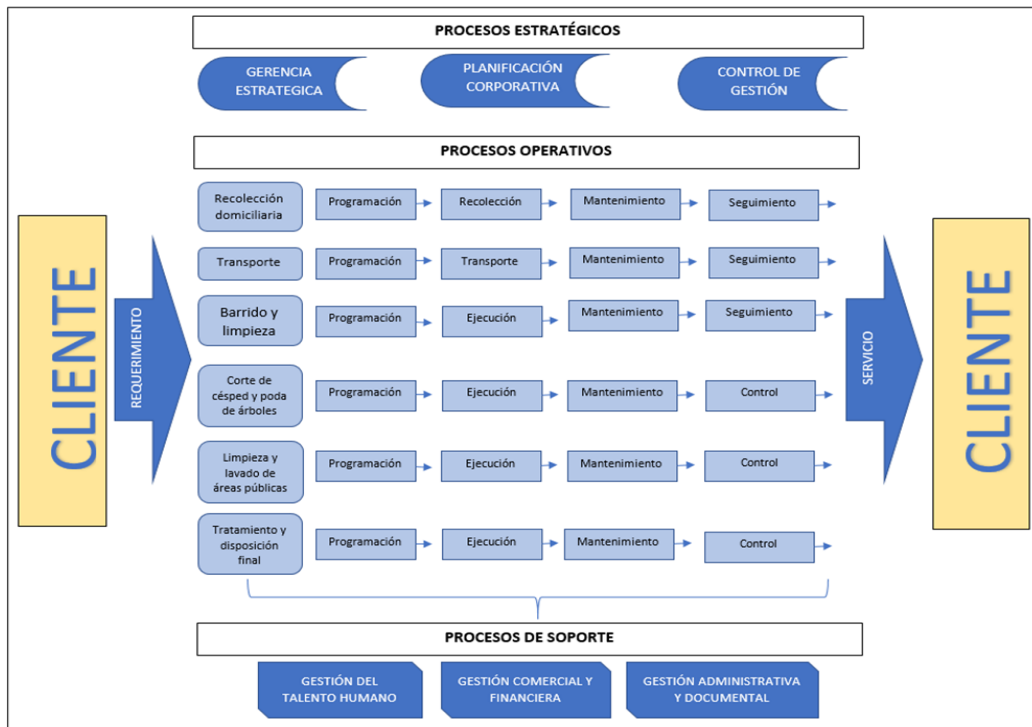 PROCESOS ESTRATÉGICOS
GERENCIA
ESTRATEGICA
PLANIFICACIÓN
CORPORATIVA
CONTROL DE
GESTIÓN
PROCESOS OPERATIVOS
CLIENTE
REQUERIMIENTO
Recolección
domiciliaria
Programación
Recolección
Mantenimiento
Seguimiento
Transporte
Programación
Transporte
Mantenimiento
Seguimiento
Barrido y
limpieza
Programación
Ejecución
Mantenimiento
Seguimiento
Corte de
césped y poda
de árboles
Programación
Ejecución
Mantenimiento
Control
Limpieza y
lavado de
áreas públicas
Programación
Ejecución
Mantenimiento
Control
Tratamiento y
disposición
final
Programación
Ejecución
Mantenimiento
Control
SERVICIO
CLIENTE
PROCESOS DE SOPORTE
GESTIÓN DEL
TALENTO HUMANO
GESTIÓN COMERCIAL Y
FINANCIERA
GESTIÓN ADMINISTRATIVA
Y DOCUMENTAL